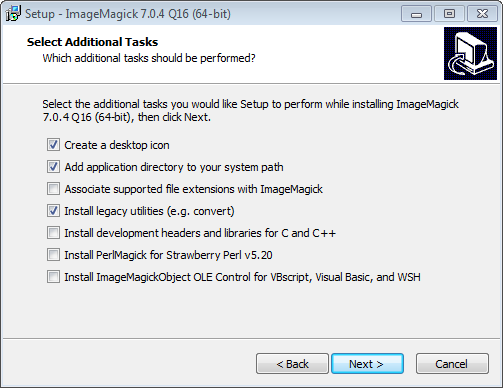 Setup - ImageMagick 7.0.4 Q16 (64-bit)
Select Additional Tasks
Which additional tasks should be performed?
Select the additional tasks you would like Setup to perform while installing ImageMagick
7.0.4 Q16 (64-bit), then click Next.
Create a desktop icon
Add application directory to your system path
Associate supported file extensions with ImageMagick
Install legacy utilities (e.g. convert)
Install development headers and libraries for C and C++
Install PerlMagick for Strawberry Perl v5.20
Install ImageMagickObject OLE Control for VBscript, Visual Basic, and WSH
< Back
Next >
Cancel